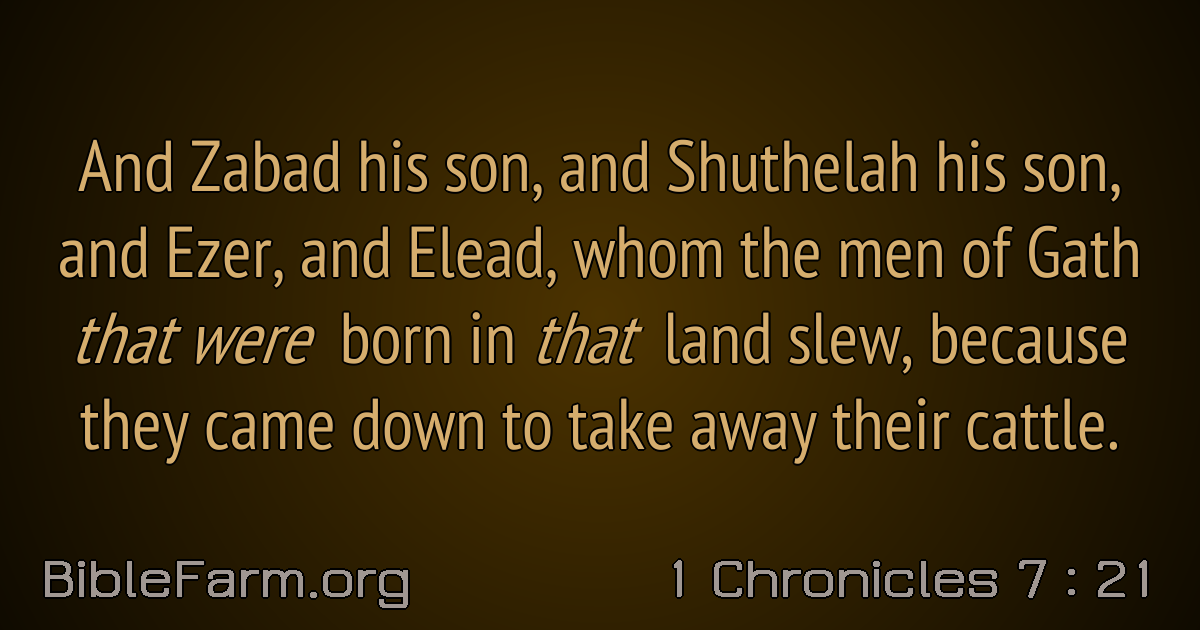 And Zabad his son, and Shuthelah his son,
and Ezer, and Elead, whom the men of Gath
that were born in that land slew, because
they came down to take away their cattle.
BibleFarm.org 1 Chronicles 7 : 21